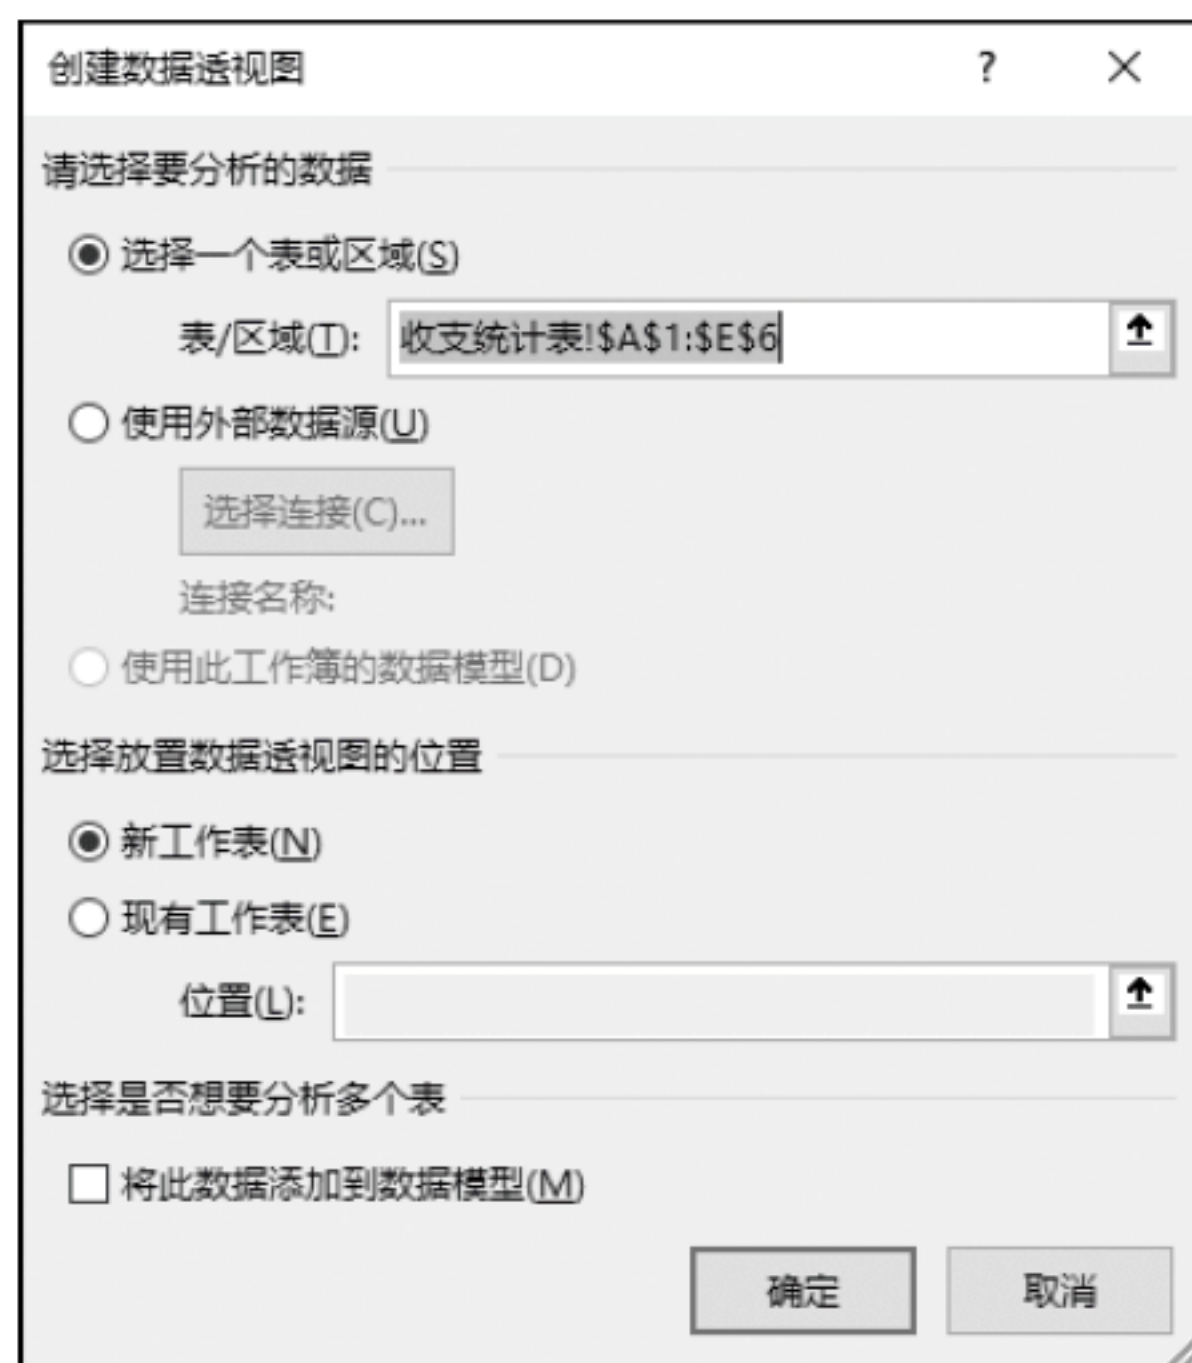 创建数据透视图 ?
请选择要分析的数据
选择一个表或区域(S)
表/区域(T): 收支统计表!$A$1:$E$6
使用外部数据源(U)
选择连接(C)...
连接名称:
使用此工作簿的数据模型(D)
选择放置数据透视图的位置
新工作表(N)
现有工作表(E)
位置(L):
选择是否想要分析多个表
将此数据添加到数据模型(M)
确定 取消